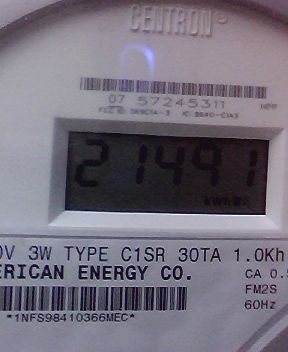 CENTRON
07 57245311
21491
kWh
0V 3W TYPE C1SR 30TA 1.0Kh
ERICAN ENERGY CO.
CA 0.
FM2S
60Hz
*1NFS98410366MEC*